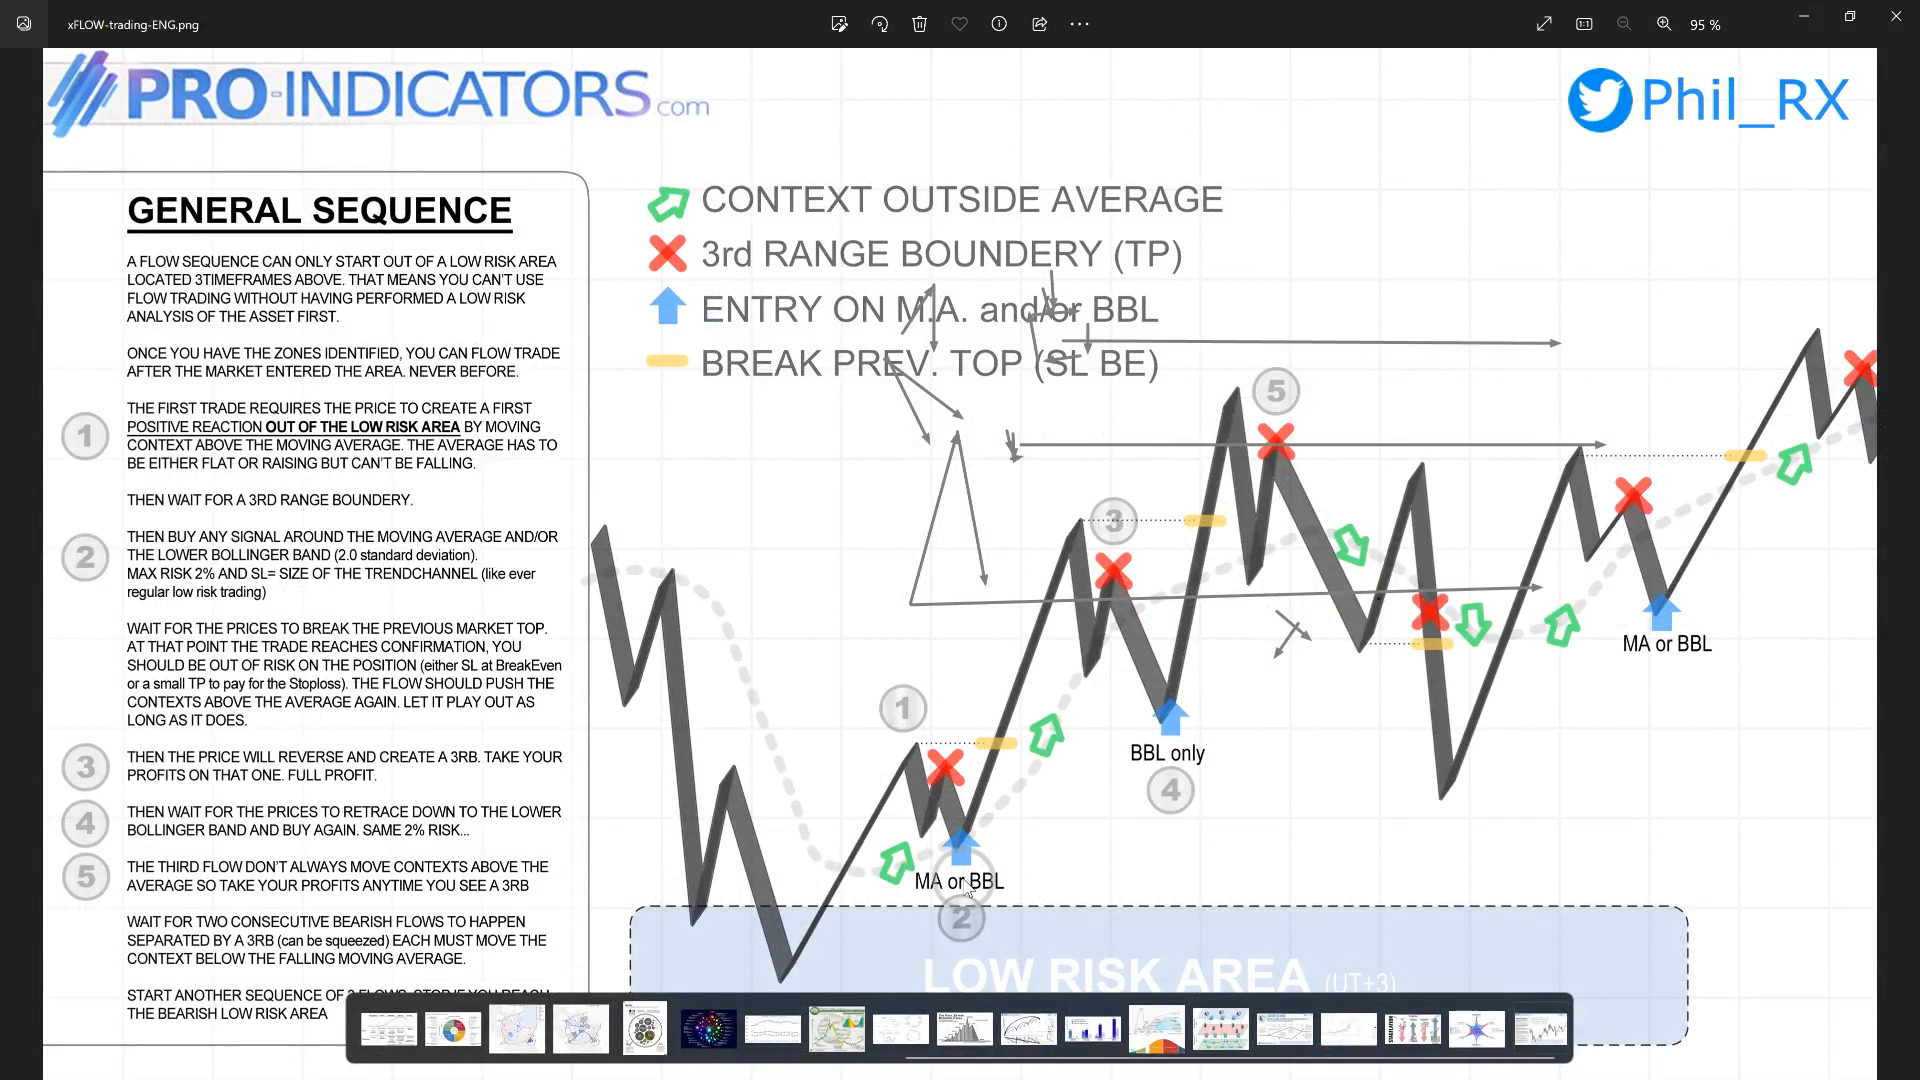 xFLOW-trading-ENG.png
95 %
PRO-INDICATORS.com
Phil_RX
GENERAL SEQUENCE
A FLOW SEQUENCE CAN ONLY START OUT OF A LOW RISK AREA
LOCATED 3TIMEFRAMES ABOVE. THAT MEANS YOU CAN'T USE
FLOW TRADING WITHOUT HAVING PERFORMED A LOW RISK
ANALYSIS OF THE ASSET FIRST.
ONCE YOU HAVE THE ZONES IDENTIFIED, YOU CAN FLOW TRADE
AFTER THE MARKET ENTERED THE AREA. NEVER BEFORE.
1
THE FIRST TRADE REQUIRES THE PRICE TO CREATE A FIRST
POSITIVE REACTION OUT OF THE LOW RISK AREA BY MOVING
CONTEXT ABOVE THE MOVING AVERAGE. THE AVERAGE HAS TO
BE EITHER FLAT OR RAISING BUT CAN'T BE FALLING.
THEN WAIT FOR A 3RD RANGE BOUNDERY.
2
THEN BUY ANY SIGNAL AROUND THE MOVING AVERAGE AND/OR
THE LOWER BOLLINGER BAND (2.0 standard deviation).
MAX RISK 2% AND SL= SIZE OF THE TRENDCHANNEL (like ever
regular low risk trading)
WAIT FOR THE PRICES TO BREAK THE PREVIOUS MARKET TOP.
AT THAT POINT THE TRADE REACHES CONFIRMATION, YOU
SHOULD BE OUT OF RISK ON THE POSITION (either SL at BreakEven
or a small TP to pay for the Stoploss). THE FLOW SHOULD PUSH THE
CONTEXTS ABOVE THE AVERAGE AGAIN. LET IT PLAY OUT AS
LONG AS IT DOES.
3
THEN THE PRICE WILL REVERSE AND CREATE A 3RB. TAKE YOUR
PROFITS ON THAT ONE. FULL PROFIT.
4
THEN WAIT FOR THE PRICES TO RETRACE DOWN TO THE LOWER
BOLLINGER BAND AND BUY AGAIN. SAME 2% RISK...
5
THE THIRD FLOW DON'T ALWAYS MOVE CONTEXTS ABOVE THE
AVERAGE SO TAKE YOUR PROFITS ANYTIME YOU SEE A 3RB
WAIT FOR TWO CONSECUTIVE BEARISH FLOWS TO HAPPEN
SEPARATED BY A 3RB (can be squeezed) EACH MUST MOVE THE
CONTEXT BELOW THE FALLING MOVING AVERAGE.
START ANOTHER SEQUENCE OF 3 FLOWS. STOP IF YOU REACH
THE BEARISH LOW RISK AREA
CONTEXT OUTSIDE AVERAGE
3rd RANGE BOUNDERY (TP)
ENTRY ON M.A. and/or BBL
BREAK PREV. TOP (SL BE)
5
3
MA or BBL
1
BBL only
4
MA or BBL
2
LOW RISK AREA (UT+3)